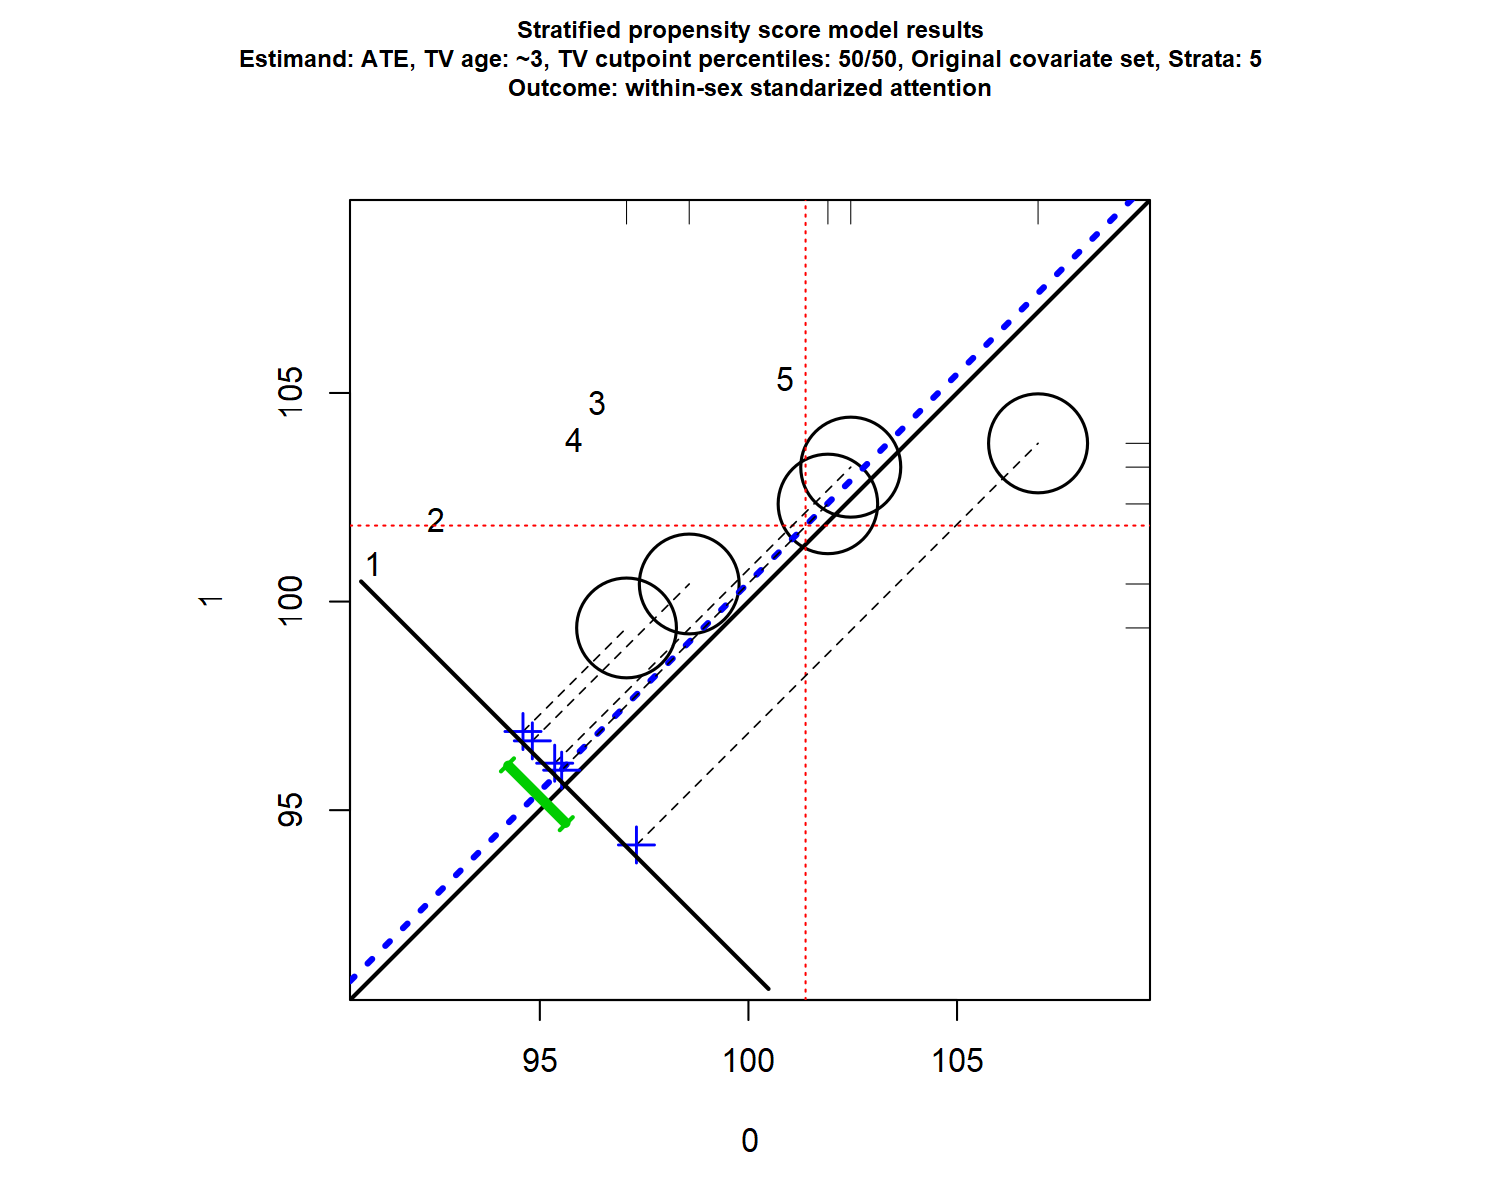 Stratified propensity score model results
Estimand: ATE, TV age: ~3, TV cutpoint percentiles: 50/50, Original covariate set, Strata: 5
Outcome: within-sex standarized attention
5
3
4
2
1
105
100
95
1
95 100 105
0